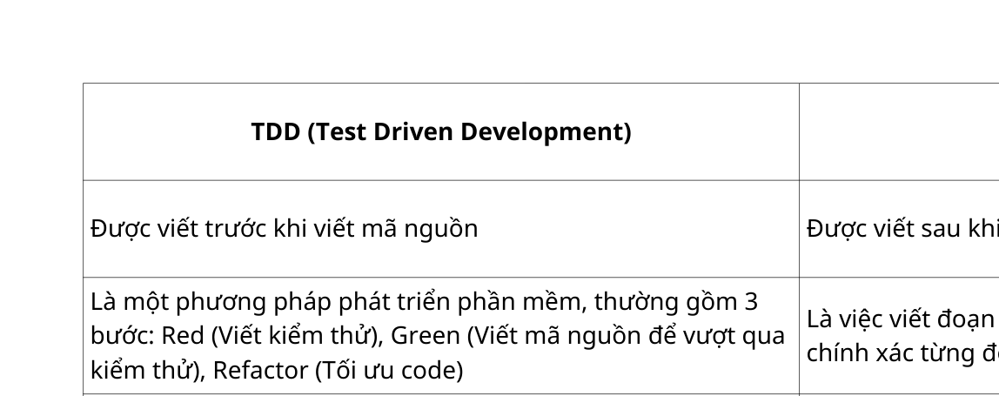 TDD (Test Driven Development)
Được viết trước khi viết mã nguồn
Được viết sau khi
Là một phương pháp phát triển phần mềm, thường gồm 3
bước: Red (Viết kiểm thử), Green (Viết mã nguồn để vượt qua
kiểm thử), Refactor (Tối ưu code)
Là việc viết đoạn
chính xác từng